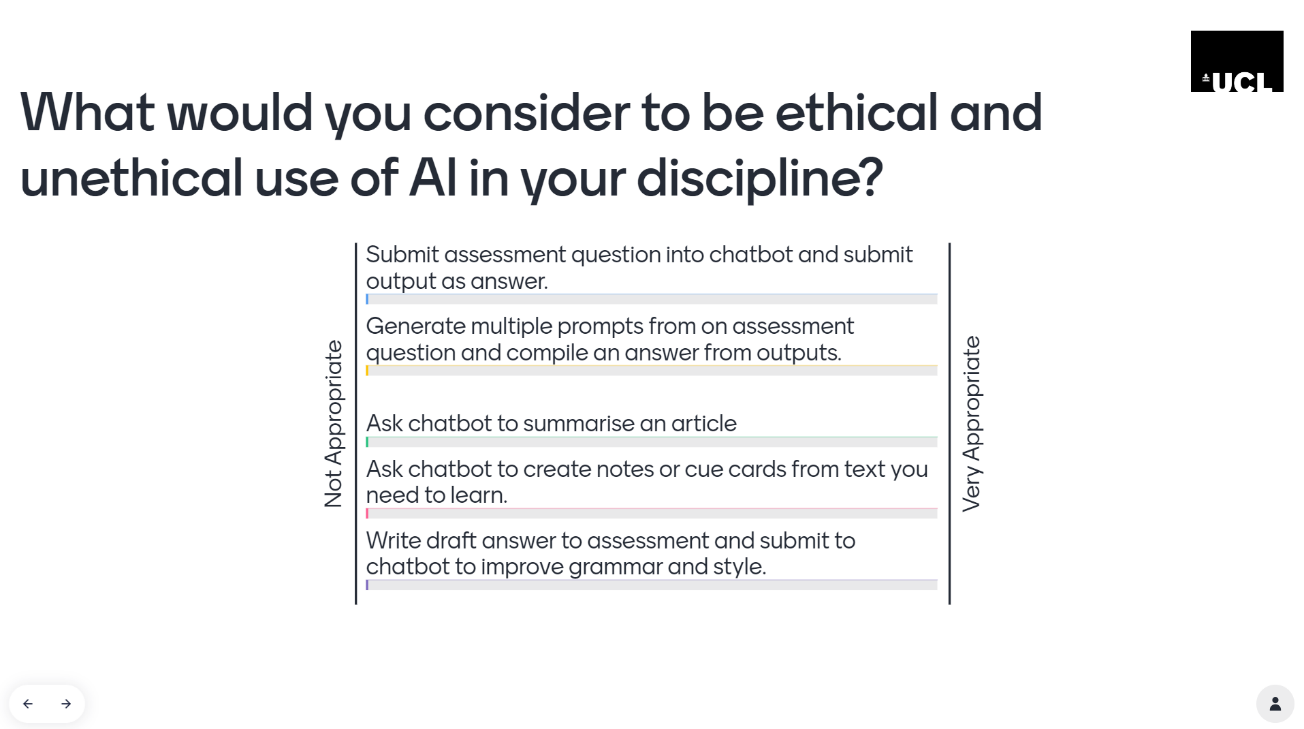 UCL
What would you consider to be ethical and
unethical use of AI in your discipline?
Not Appropriate
Submit assessment question into chatbot and submit
output as answer.
Generate multiple prompts from on assessment
question and compile an answer from outputs.
Ask chatbot to summarise an article
Ask chatbot to create notes or cue cards from text you
need to learn.
Write draft answer to assessment and submit to
chatbot to improve grammar and style.
Very Appropriate